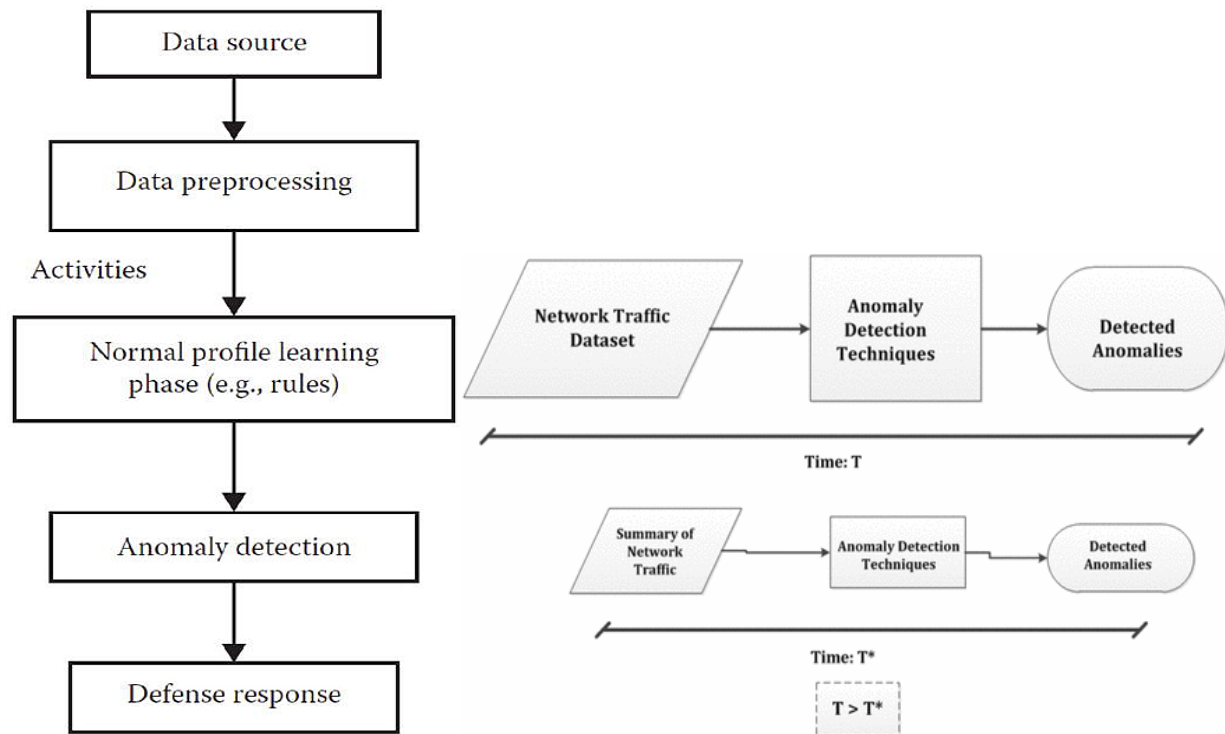 Data source
Data preprocessing
Activities
Normal profile learning
phase (e.g., rules)
Anomaly detection
Defense response
Network Traffic
Dataset
Anomaly
Detection
Techniques
Detected
Anomalies
Time: T
Summary of
Network
Traffic
Anomaly Detection
Techniques
Detected
Anomalies
Time: T*
T > T*